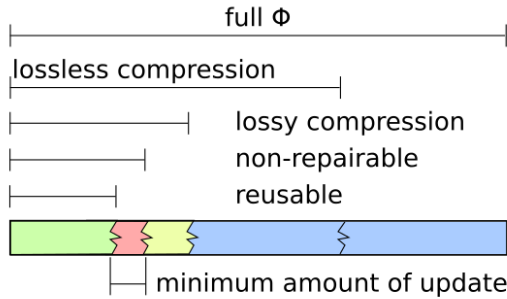 full Φ
lossless compression
lossy compression
non-repairable
reusable
minimum amount of update